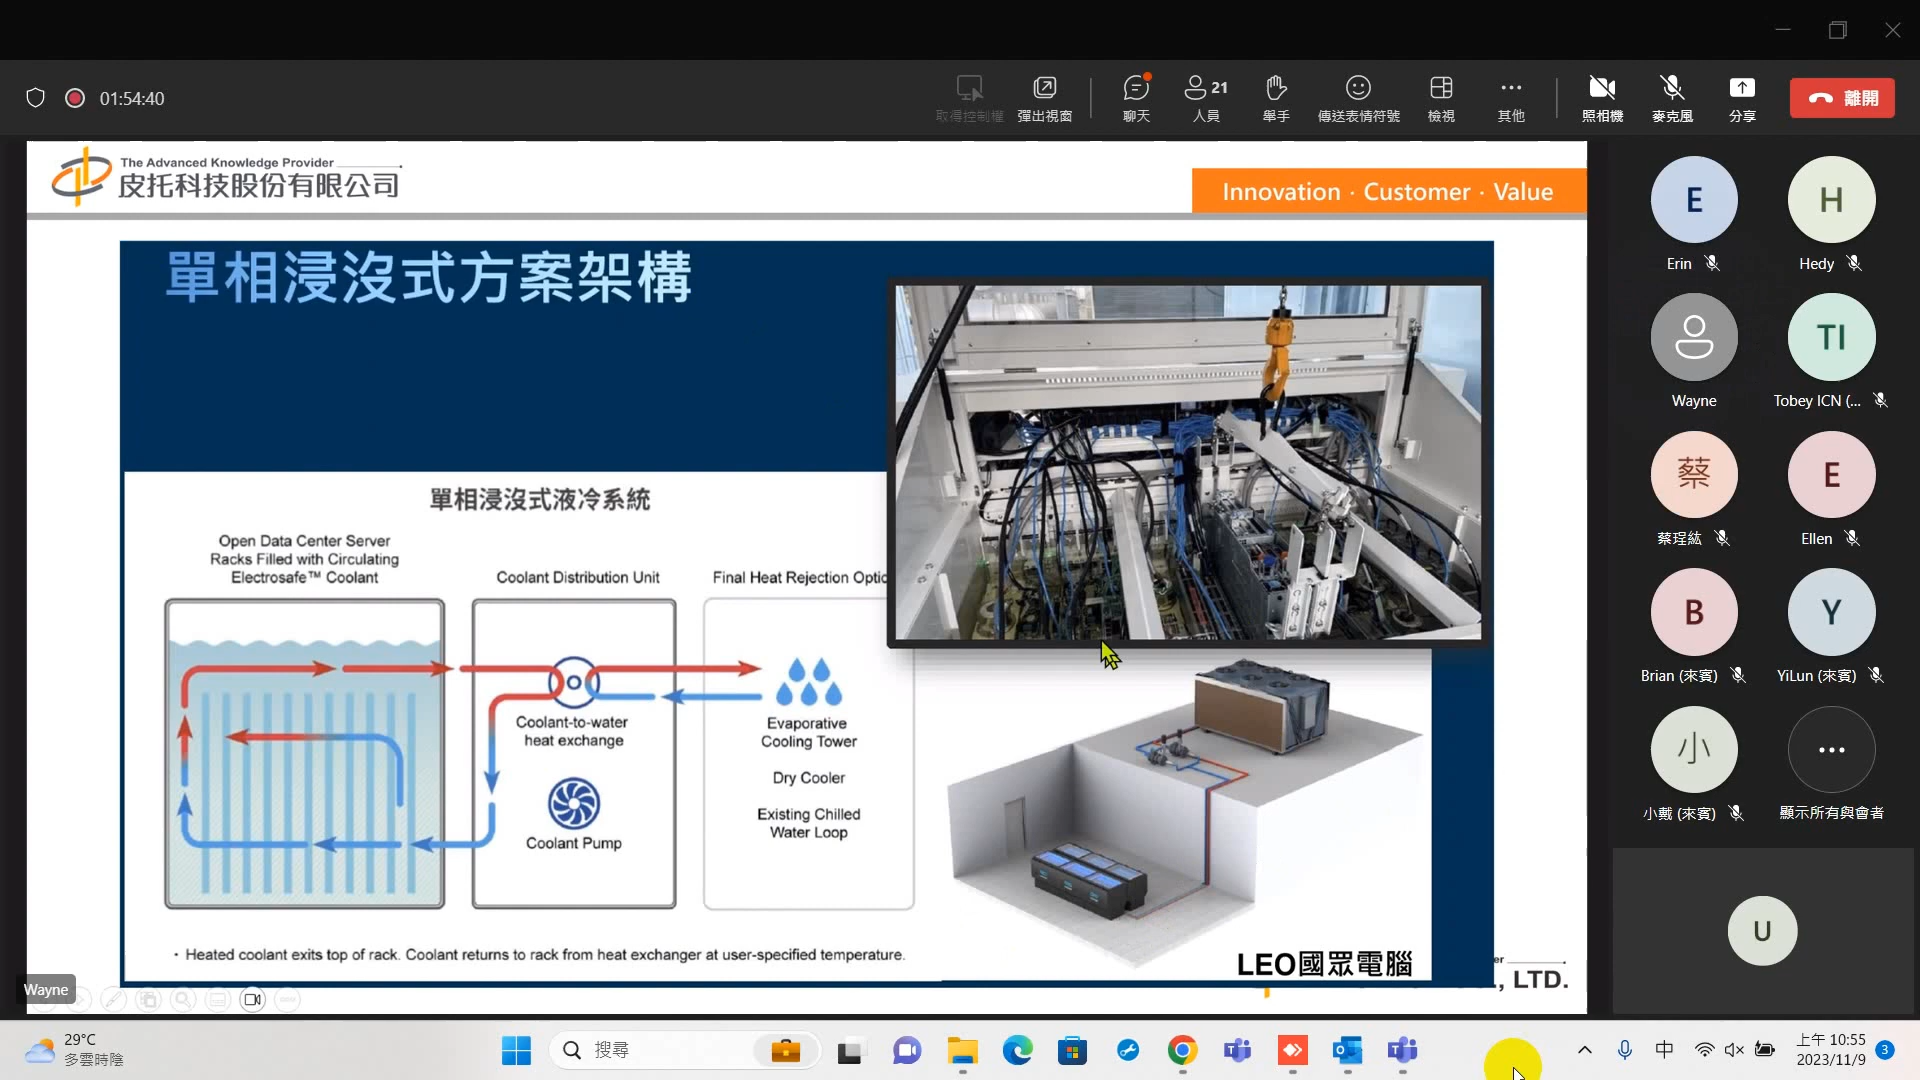 01:54:40
取得控制權
彈出視窗
聊天
21
人員
舉手
傳送表情符號
檢視
其他
照相機
麥克風
分享
離開
The Advanced Knowledge Provider
皮托科技股份有限公司
Innovation · Customer · Value
單相浸沒式方案架構
單相浸沒式液冷系統
Open Data Center Server
Racks Filled with Circulating
Electrosafe™ Coolant
Coolant Distribution Unit
Final Heat Rejection Optio
Coolant-to-water
heat exchange
Coolant Pump
Evaporative
Cooling Tower
Dry Cooler
Existing Chilled
Water Loop
· Heated coolant exits top of rack. Coolant returns to rack from heat exchanger at user-specified temperature.
LEO國眾電腦
er
., LTD.
Wayne
E
Erin
H
Hedy
Wayne
TI
Tobey ICN (...
蔡
蔡珵紘
E
Ellen
B
Brian (來賓)
Y
YiLun (來賓)
小
小戴 (來賓)
顯示所有與會者
U
29°C
多雲時陰
搜尋
中
上午 10:55
2023/11/9
3